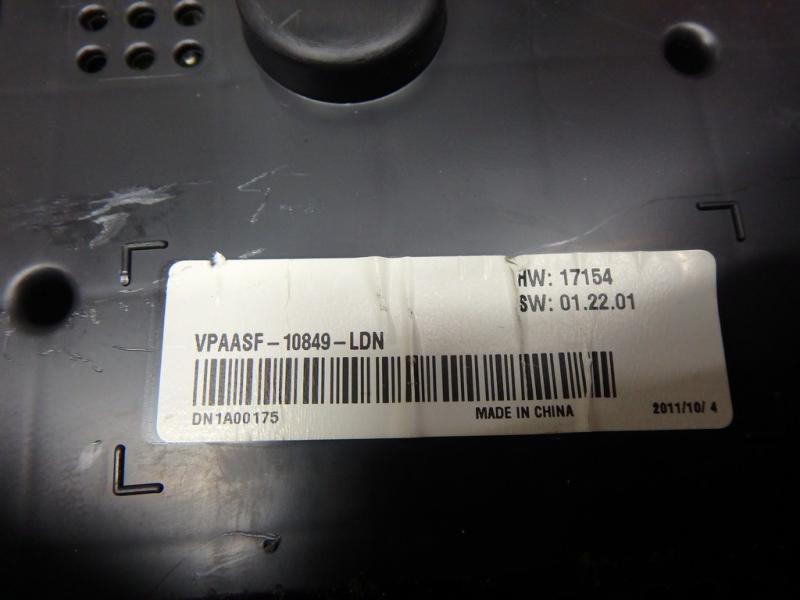 HW: 17154
SW: 01.22.01
VPAASF-10849-LDN
DN1A00175
MADE IN CHINA
2011/10/ 4